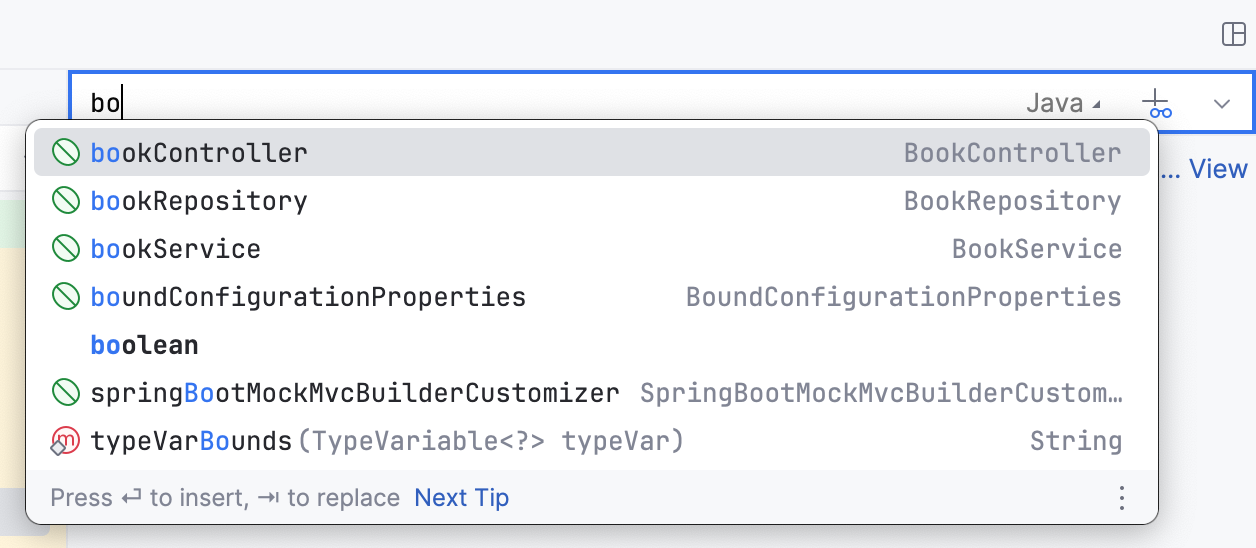 bo Java
bookController BookController
... View
bookRepository BookRepository
bookService BookService
boundConfigurationProperties BoundConfigurationProperties
boolean
springBootMockMvcBuilderCustomizer SpringBootMockMvcBuilderCustom…
typeVarBounds(TypeVariable<?> typeVar) String
Press ⏎ to insert, ⇥ to replace Next Tip